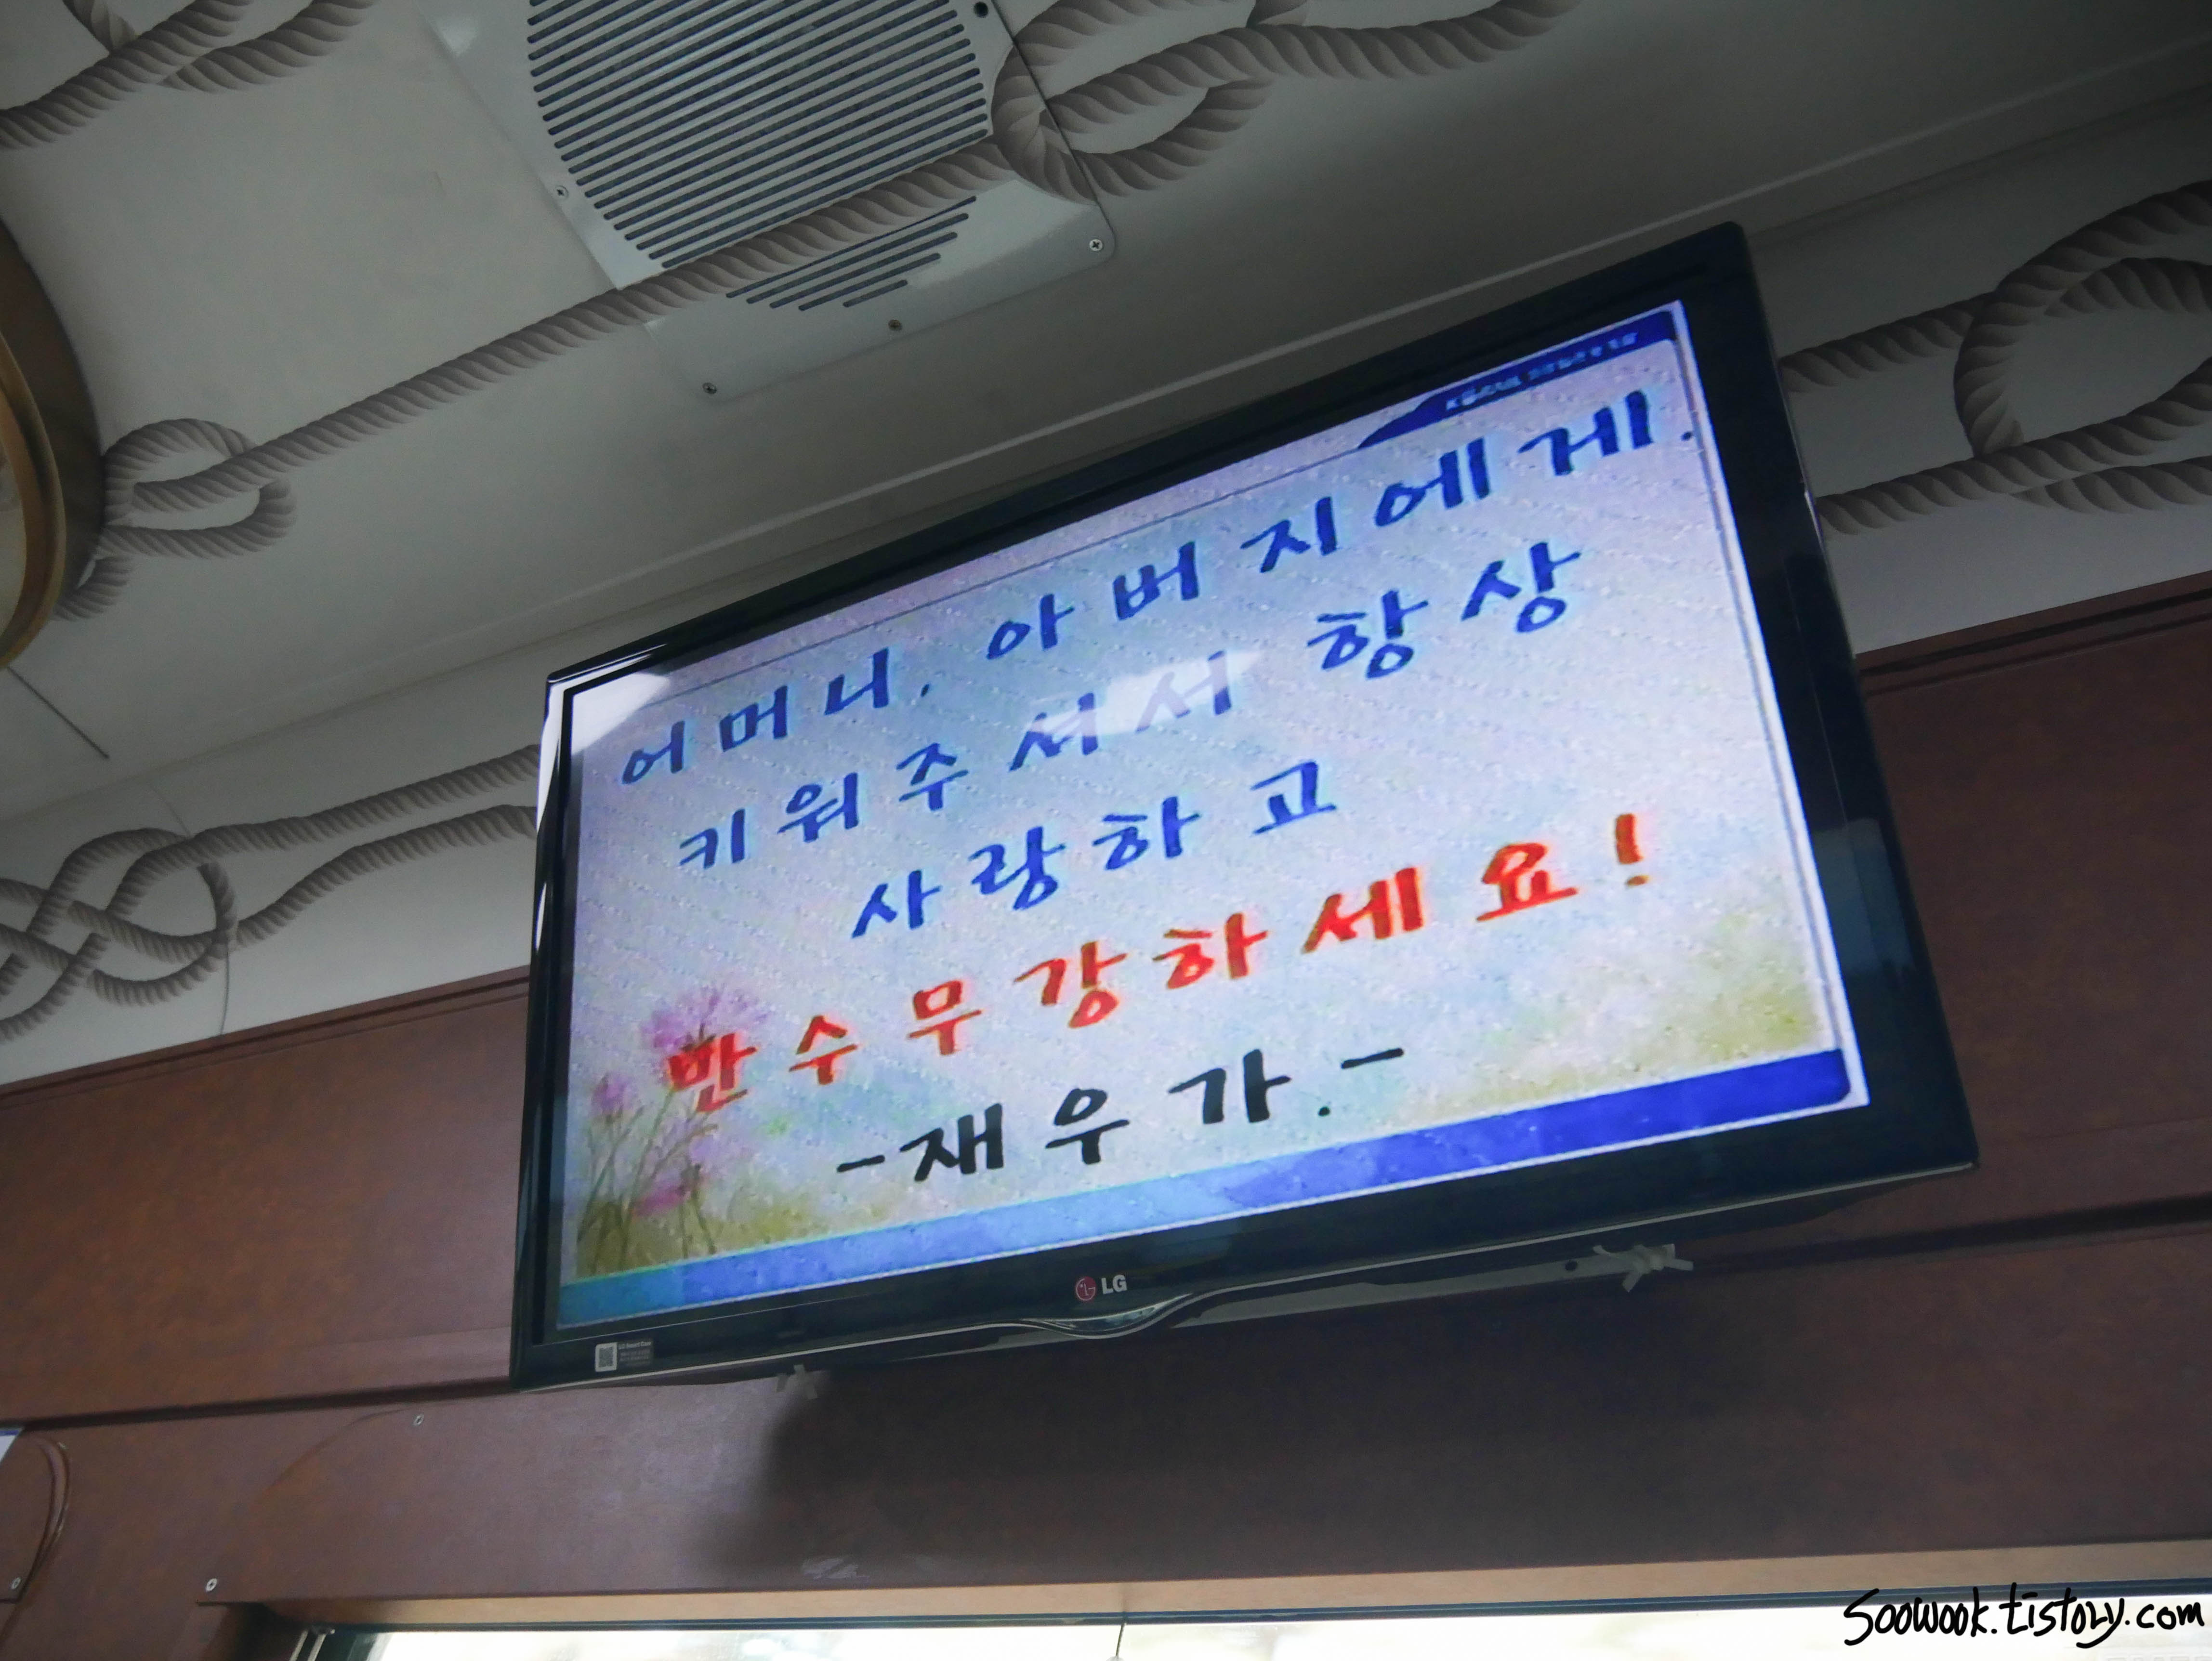 어머니. 아버지에게.
키워주셔서 항상
사랑하고
반수무강하세요!
-재우가.-
LG
soowook.tistory.com